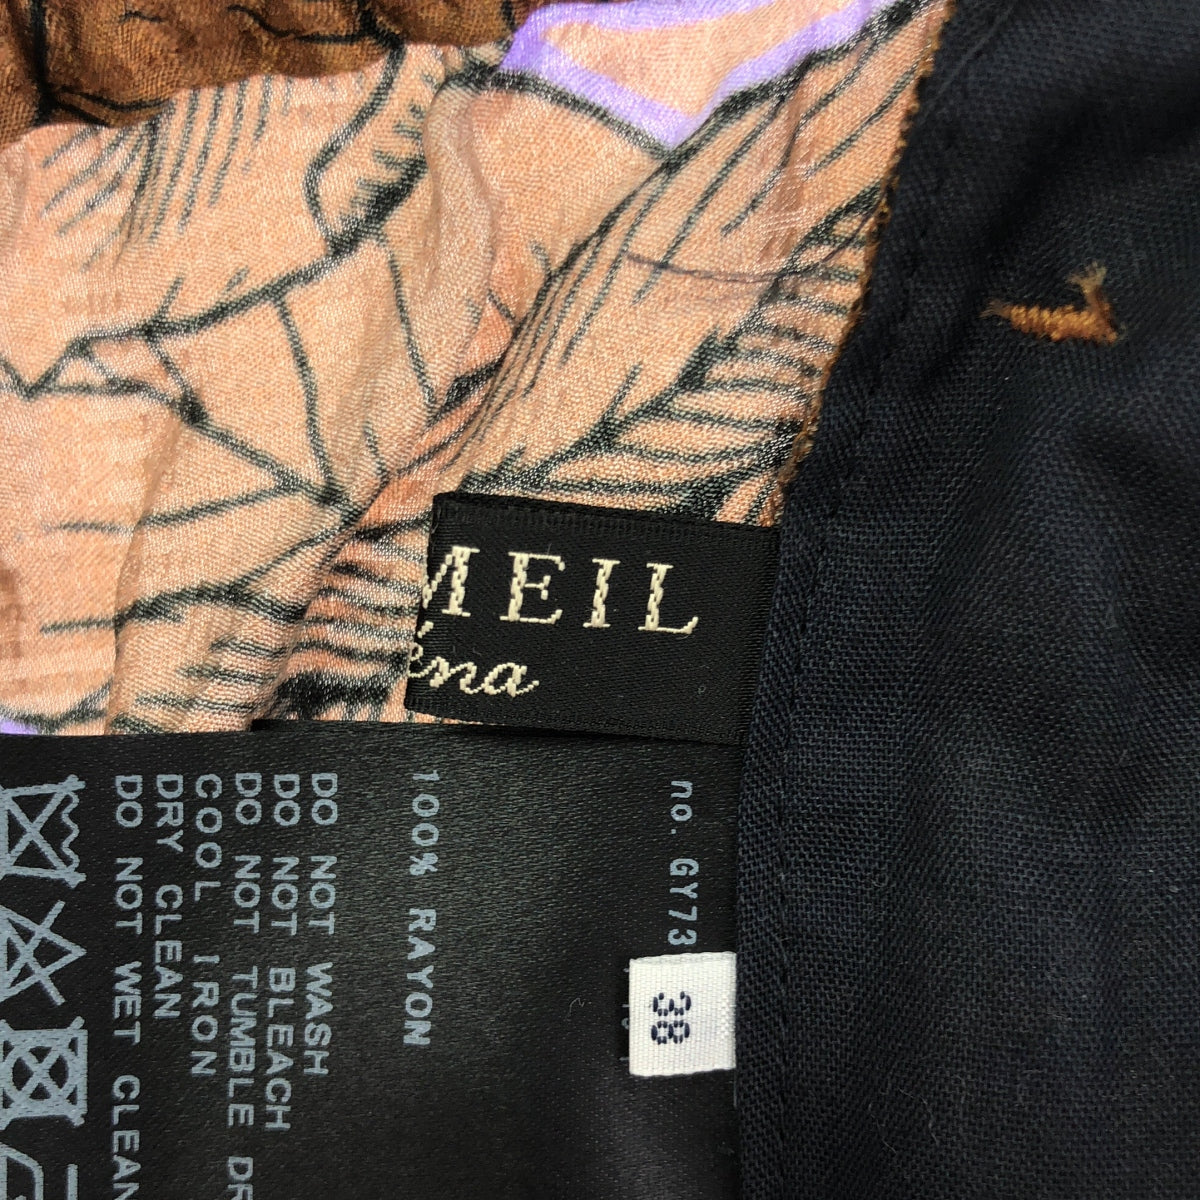 MEIL
éna
no. GY73
38
100% RAYON
DO NOT WASH
DO NOT BLEACH
DO NOT TUMBLE DR
COOL IRON
DRY CLEAN
DO NOT WET CLEAN